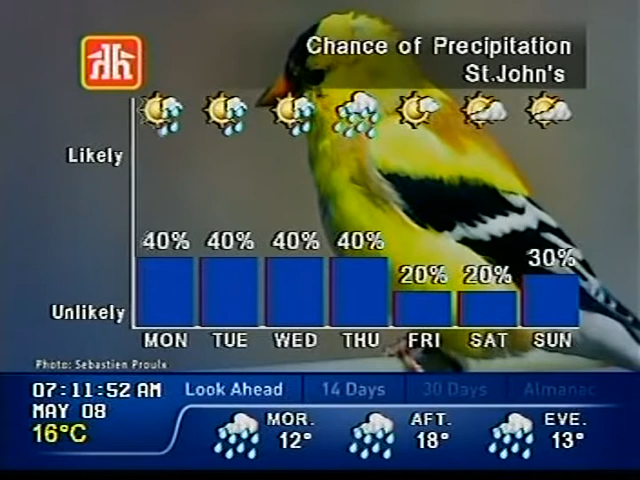 Chance of Precipitation
St.John's
Likely
40% 40% 40% 40% 20% 20% 30%
Unlikely
MON TUE WED THU FRI SAT SUN
Photo: Sebastien Proulx
07:11:52 AM
MAY 08
16°C
Look Ahead 14 Days 30 Days Almanac
MOR. 12°
AFT. 18°
EVE. 13°